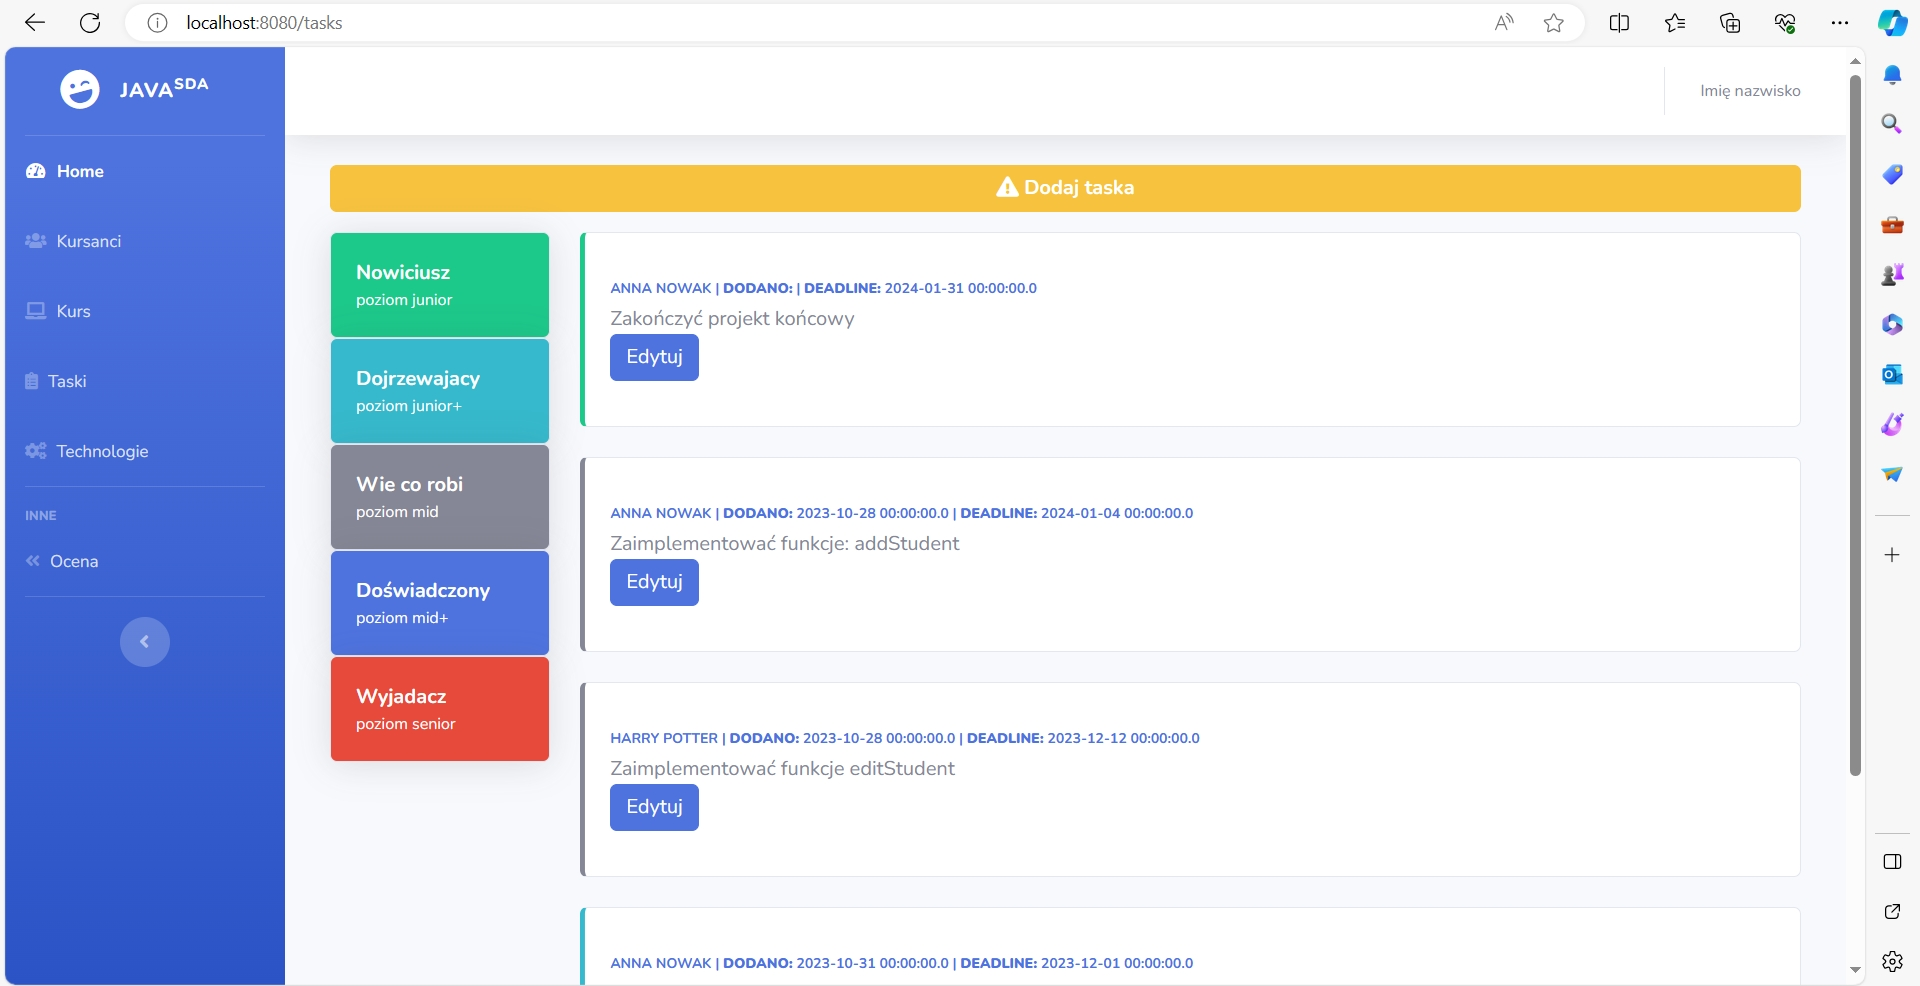 localhost:8080/tasks
JAVA SDA
Imię nazwisko
Home
Kursanci
Kurs
Taski
Technologie
INNE
Ocena
Dodaj taska
Nowiciusz
poziom junior
Dojrzewajacy
poziom junior+
Wie co robi
poziom mid
Doświadczony
poziom mid+
Wyjadacz
poziom senior
ANNA NOWAK | DODANO: | DEADLINE: 2024-01-31 00:00:00.0
Zakończyć projekt końcowy
Edytuj
ANNA NOWAK | DODANO: 2023-10-28 00:00:00.0 | DEADLINE: 2024-01-04 00:00:00.0
Zaimplementować funkcje: addStudent
Edytuj
HARRY POTTER | DODANO: 2023-10-28 00:00:00.0 | DEADLINE: 2023-12-12 00:00:00.0
Zaimplementować funkcje editStudent
Edytuj
ANNA NOWAK | DODANO: 2023-10-31 00:00:00.0 | DEADLINE: 2023-12-01 00:00:00.0